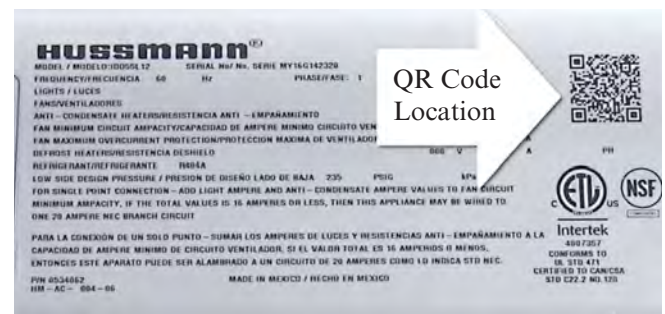 HUSSMANN®
MODEL / MODELO: IDD5SL12 SERIAL No/ No. SERIE MY16G142320
FREQUENCY/FRECUENCIA 60 Hz PHASE/FASE: 1
LIGHTS / LUCES
FANS/VENTILADORES
ANTI – CONDENSATE HEATERS/RESISTENCIA ANTI – EMPAÑAMIENTO
FAN MINIMUM CIRCUIT AMPACITY/CAPACIDAD DE AMPERE MINIMO CIRCUITO VEN
FAN MAXIMUM OVERCURRENT PROTECTION/PROTECCION MAXIMA DE VENTILADOR
DEFROST HEATERS/RESISTENCIA DESHIELO V A PH
REFRIGERANT/REFRIGERANTE R404A
LOW SIDE DESIGN PRESSURE / PRESION DE DISEÑO LADO DE BAJA 235 PSIG kPa
FOR SINGLE POINT CONNECTION – ADD LIGHT AMPERE AND ANTI – CONDENSATE AMPERE VALUES TO FAN CIRCUIT
MINIMUM AMPACITY, IF THE TOTAL VALUES IS 16 AMPERES OR LESS, THEN THIS APPLIANCE MAY BE WIRED TO
ONE 20 AMPERE NEC BRANCH CIRCUIT
PARA LA CONEXIÓN DE UN SOLO PUNTO – SUMAR LOS AMPERES DE LUCES Y RESISTENCIAS ANTI – EMPAÑAMIENTO A LA
CAPACIDAD DE AMPERE MINIMO DE CIRCUITO VENTILADOR, SI EL VALOR TOTAL ES 16 AMPERIOS O MENOS,
ENTONCES ESTE APARATO PUEDE SER ALAMBRADO A UN CIRCUITO DE 20 AMPERES COMO LO INDICA STD NEC.
P/N 0534062 MADE IN MEXICO / HECHO EN MEXICO
HM – AC – 004 – 06
QR Code
Location
C ETL US
NSF
Intertek
4007357
CONFORMS TO
UL STD 471
CERTIFIED TO CAN/CSA
STD C22.2 NO.120